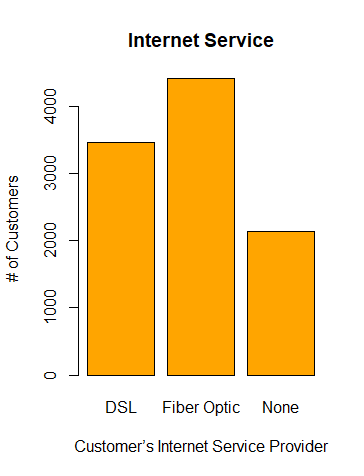 Internet Service
# of Customers
4000
3000
2000
1000
0
DSL Fiber Optic None
Customer's Internet Service Provider